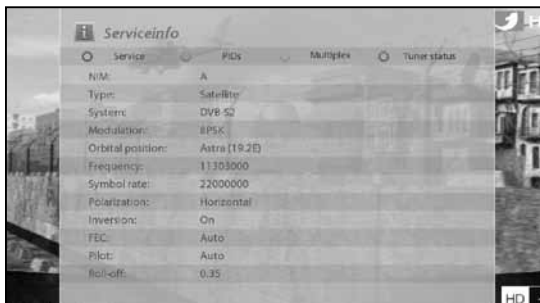 i Serviceinfo
Service PIDs Multiplex Tuner status
NIM: A
Type: Satellite
System: DVB-S2
Modulation: 8PSK
Orbital position: Astra (19.2E)
Frequency: 11303000
Symbol rate: 22000000
Polarization: Horizontal
Inversion: On
FEC: Auto
Pilot: Auto
Roll-off: 0.35
HD